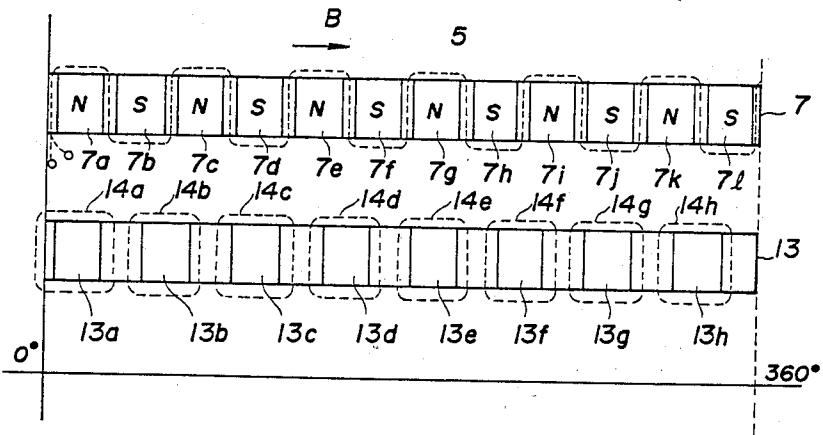 B 5
N S N S N S N S N S N S 7
7a 7b 7c 7d 7e 7f 7g 7h 7i 7j 7k 7l
14a 14b 14c 14d 14e 14f 14g 14h
13
13a 13b 13c 13d 13e 13f 13g 13h
0° 360°